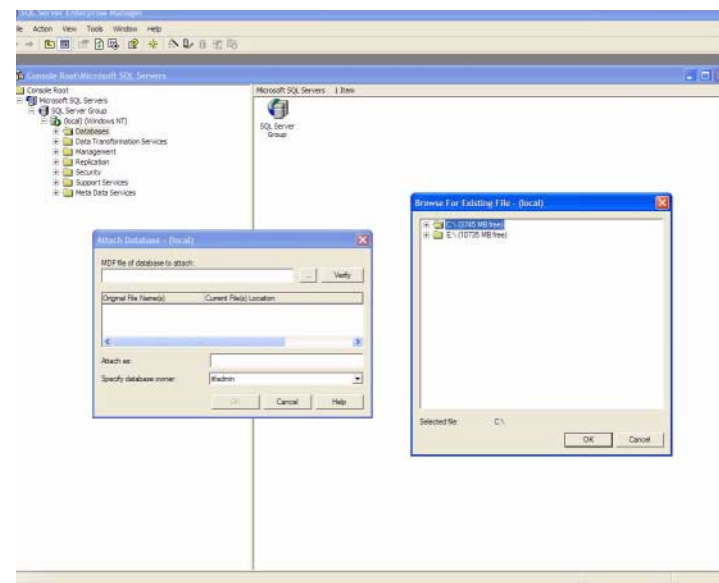 SQL Server Enterprise Manager
File Action View Tools Window Help
Console Root\Microsoft SQL Servers
Console Root
Microsoft SQL Servers
SQL Server Group
(local) (Windows NT)
Databases
Data Transformation Services
Management
Replication
Security
Support Services
Meta Data Services
Microsoft SQL Servers 1 Item
SQL Server
Group
Attach Database - (local)
MDF file of database to attach:
... Verify
Original File Name(s) Current File(s) Location
Attach as:
Specify database owner:
OK Cancel Help
Browse For Existing File - (local)
C:\ (3745 MB free)
E:\ (10735 MB free)
Selected file: C:\
OK Cancel